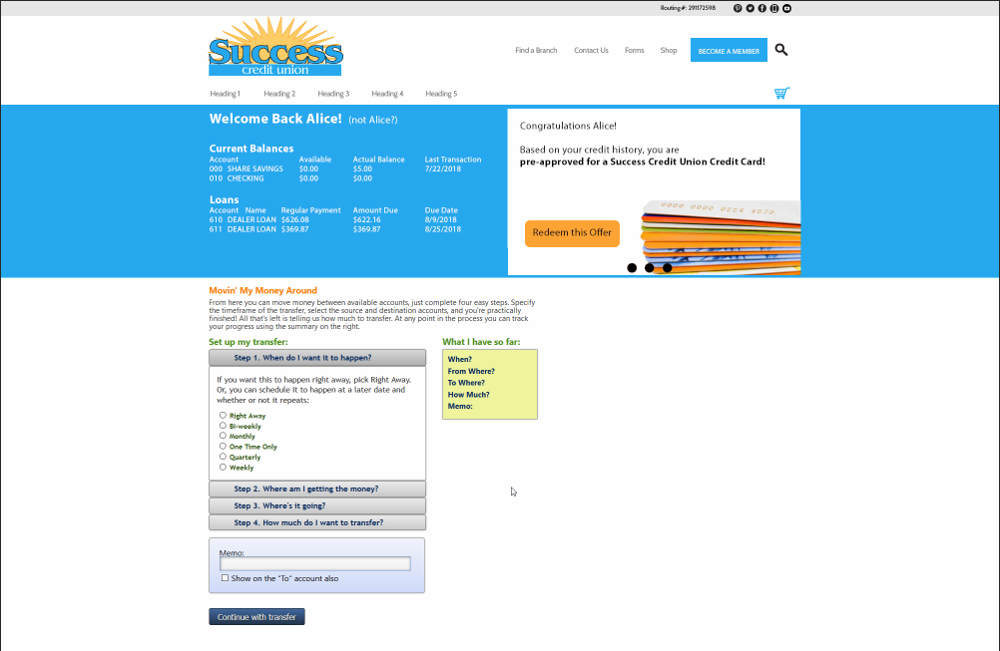 Routing #: 291172598
Success
credit union
Find a Branch
Contact Us
Forms
Shop
BECOME A MEMBER
Heading 1
Heading 2
Heading 3
Heading 4
Heading 5
Welcome Back Alice! (not Alice?)
Current Balances
Account Available Actual Balance Last Transaction
000 SHARE SAVINGS $0.00 $5.00 7/22/2018
010 CHECKING $0.00 $0.00
Loans
Account Name Regular Payment Amount Due Due Date
610 DEALER LOAN $626.08 $622.16 8/9/2018
611 DEALER LOAN $369.87 $369.87 8/25/2018
Congratulations Alice!
Based on your credit history, you are
pre-approved for a Success Credit Union Credit Card!
Redeem this Offer
Movin' My Money Around
From here you can move money between available accounts, just complete four easy steps. Specify
the timeframe of the transfer, select the source and destination accounts, and you're practically
finished! All that's left is telling us how much to transfer. At any point in the process you can track
your progress using the summary on the right.
Set up my transfer:
Step 1. When do I want it to happen?
If you want this to happen right away, pick Right Away.
Or, you can schedule it to happen at a later date and
whether or not it repeats:
Right Away
Bi-weekly
Monthly
One Time Only
Quarterly
Weekly
Step 2. Where am I getting the money?
Step 3. Where's it going?
Step 4. How much do I want to transfer?
Memo:
Show on the "To" account also
Continue with transfer
What I have so far:
When?
From Where?
To Where?
How Much?
Memo: